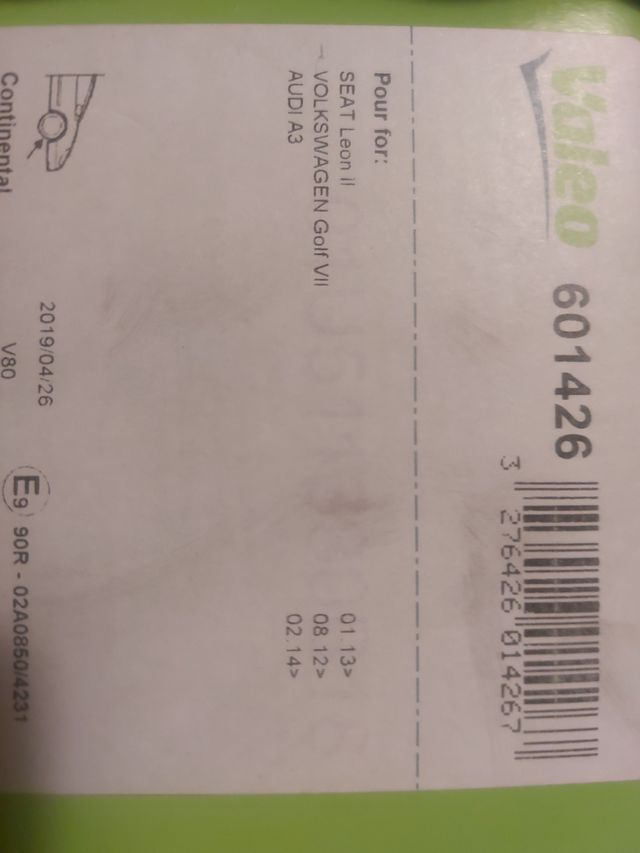 Valeo 601426
3 276426 014267
Pour for:
SEAT Leon il 01.13>
VOLKSWAGEN Golf VII 08.12>
AUDI A3 02.14>
2019/04/26
Continental V80 E9 90R - 02A0850/4231